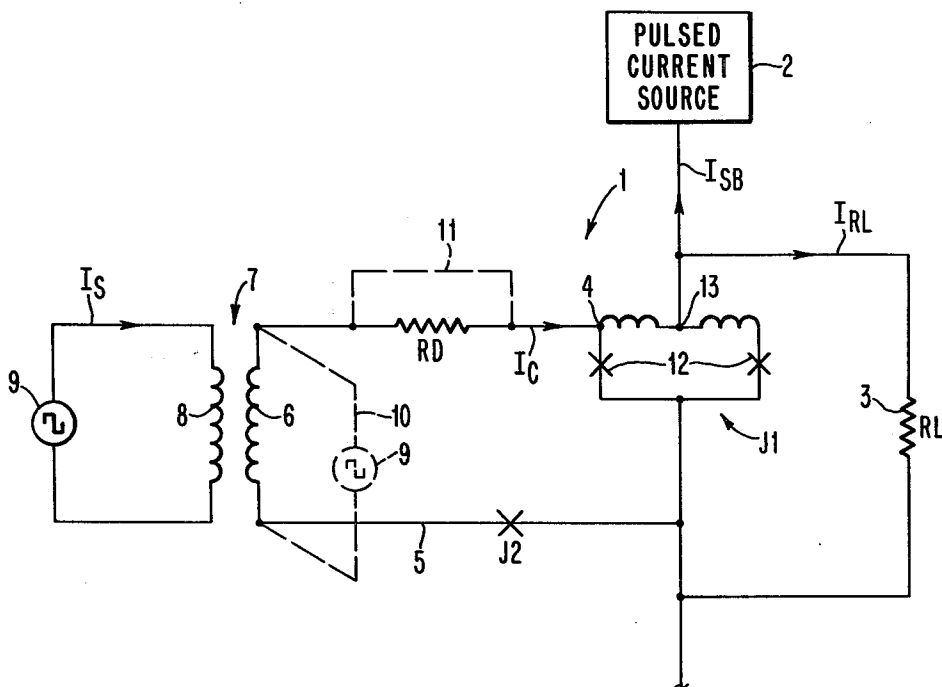 PULSED
CURRENT
SOURCE
2
I_SB
1
I_RL
11
I_S
7
4
13
RD
I_C
9
8
6
12
3
RL
10
9
J1
5
J2